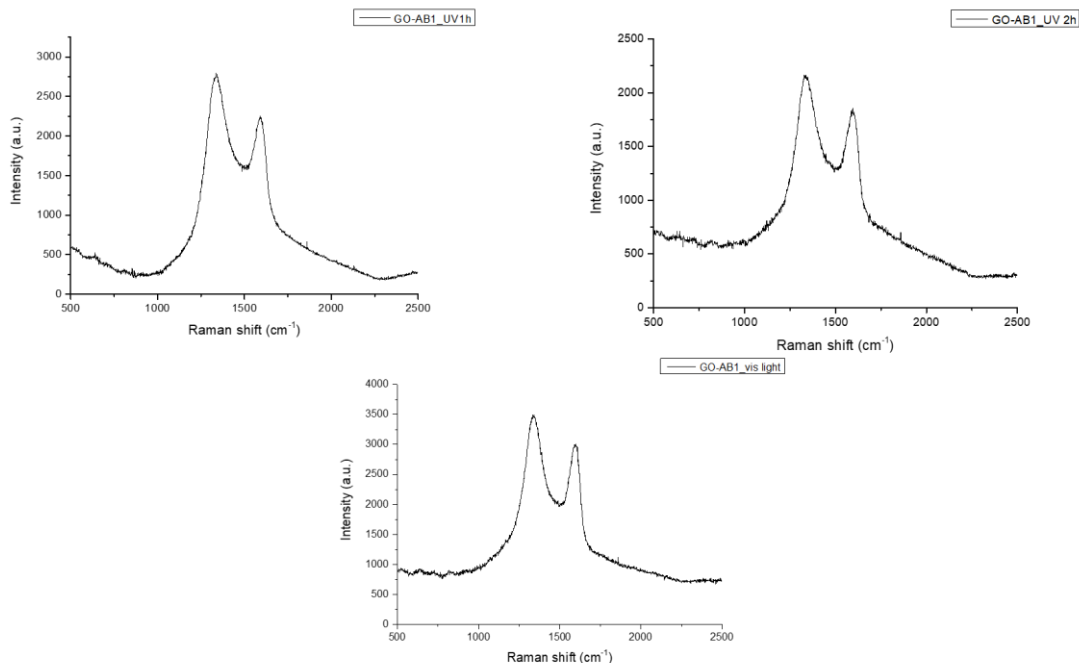 GO-AB1_UV1h
3000
2500
2000
1500
1000
500
0
500 1000 1500 2000 2500
Intensity (a.u.)
Raman shift (cm⁻¹)
GO-AB1_UV 2h
2500
2000
1500
1000
500
0
500 1000 1500 2000 2500
Intensity (a.u.)
Raman shift (cm⁻¹)
GO-AB1_vis light
4000
3500
3000
2500
2000
1500
1000
500
0
500 1000 1500 2000 2500
Intensity (a.u.)
Raman shift (cm⁻¹)